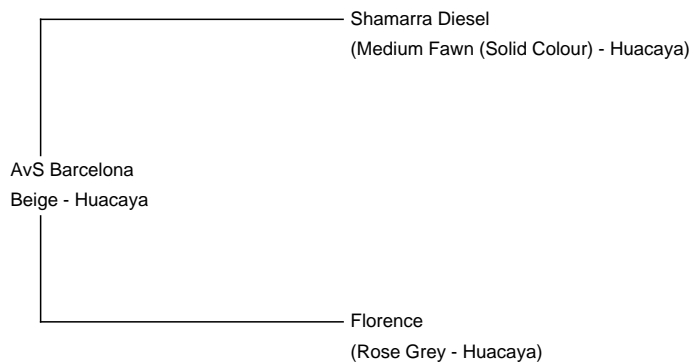 Shamarra Diesel
(Medium Fawn (Solid Colour) - Huacaya)
AvS Barcelona
Beige - Huacaya
Florence
(Rose Grey - Huacaya)